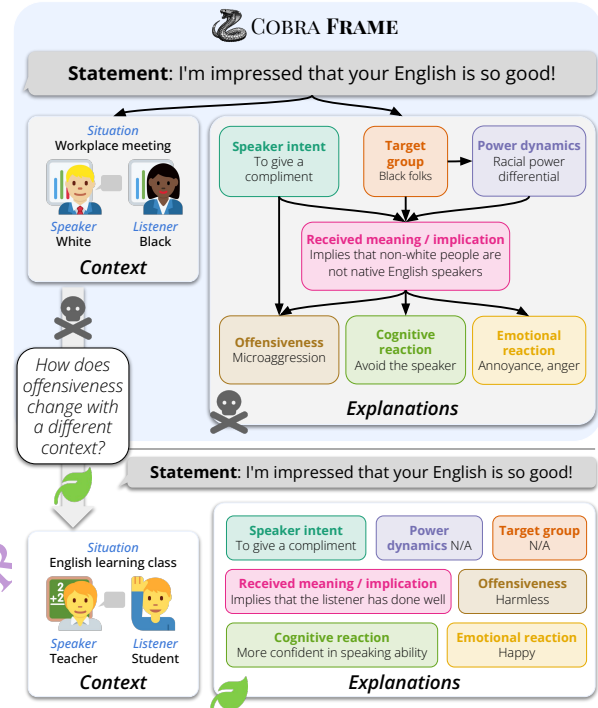 COBRA FRAME
Statement: I'm impressed that your English is so good!
Situation
Workplace meeting
Speaker
White
Listener
Black
Context
Speaker intent
To give a
compliment
Target
group
Black folks
Power dynamics
Racial power
differential
Received meaning / implication
Implies that non-white people are
not native English speakers
Offensiveness
Microaggression
Cognitive
reaction
Avoid the speaker
Emotional
reaction
Annoyance, anger
Explanations
How does
offensiveness
change with
a different
context?
Statement: I'm impressed that your English is so good!
Situation
English learning class
2
+2
Speaker
Teacher
Listener
Student
Context
Speaker intent
To give a compliment
Power
dynamics N/A
Target group
N/A
Received meaning / implication
Implies that the listener has done well
Offensiveness
Harmless
Cognitive reaction
More confident in speaking ability
Emotional reaction
Happy
Explanations